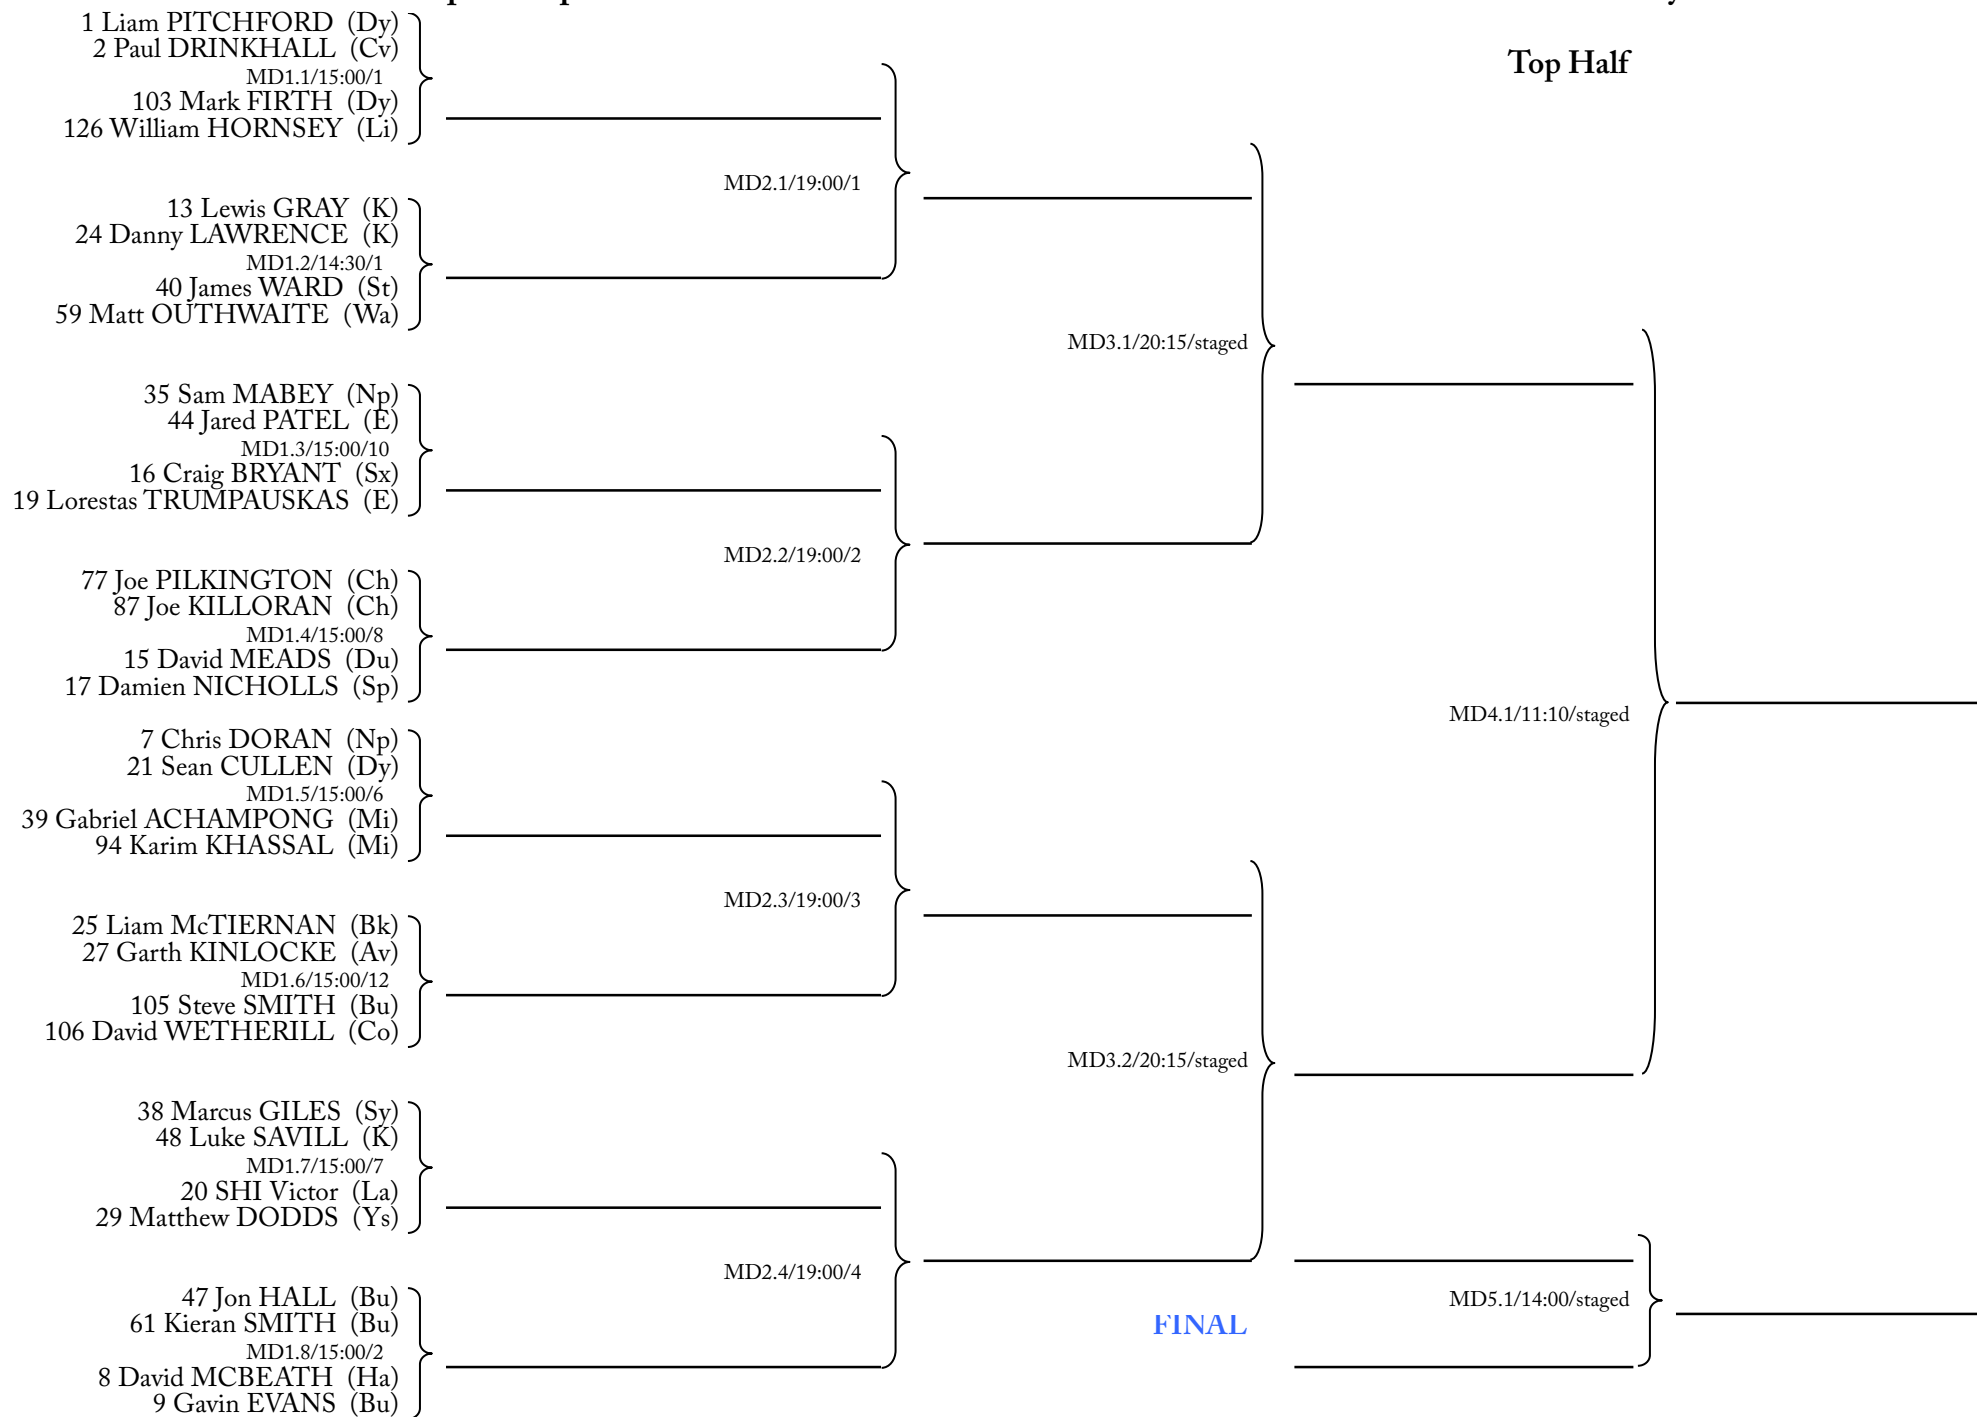 1 Liam PITCHFORD (Dy)
2 Paul DRINKHALL (Cv)
MD1.1/15:00/1
103 Mark FIRTH (Dy)
126 William HORNSEY (Li)
Top Half
MD2.1/19:00/1
13 Lewis GRAY (K)
24 Danny LAWRENCE (K)
MD1.2/14:30/1
40 James WARD (St)
59 Matt OUTHWAITE (Wa)
MD3.1/20:15/staged
35 Sam MABEY (Np)
44 Jared PATEL (E)
MD1.3/15:00/10
16 Craig BRYANT (Sx)
19 Lorestas TRUMPAUSKAS (E)
MD2.2/19:00/2
77 Joe PILKINGTON (Ch)
87 Joe KILLORAN (Ch)
MD1.4/15:00/8
15 David MEADS (Du)
17 Damien NICHOLLS (Sp)
MD4.1/11:10/staged
7 Chris DORAN (Np)
21 Sean CULLEN (Dy)
MD1.5/15:00/6
39 Gabriel ACHAMPONG (Mi)
94 Karim KHASSAL (Mi)
MD2.3/19:00/3
25 Liam McTIERNAN (Bk)
27 Garth KINLOCKE (Av)
MD1.6/15:00/12
105 Steve SMITH (Bu)
106 David WETHERILL (Co)
MD3.2/20:15/staged
38 Marcus GILES (Sy)
48 Luke SAVILL (K)
MD1.7/15:00/7
20 SHI Victor (La)
29 Matthew DODDS (Ys)
MD2.4/19:00/4
47 Jon HALL (Bu)
61 Kieran SMITH (Bu)
MD1.8/15:00/2
8 David MCBEATH (Ha)
9 Gavin EVANS (Bu)
MD5.1/14:00/staged
FINAL